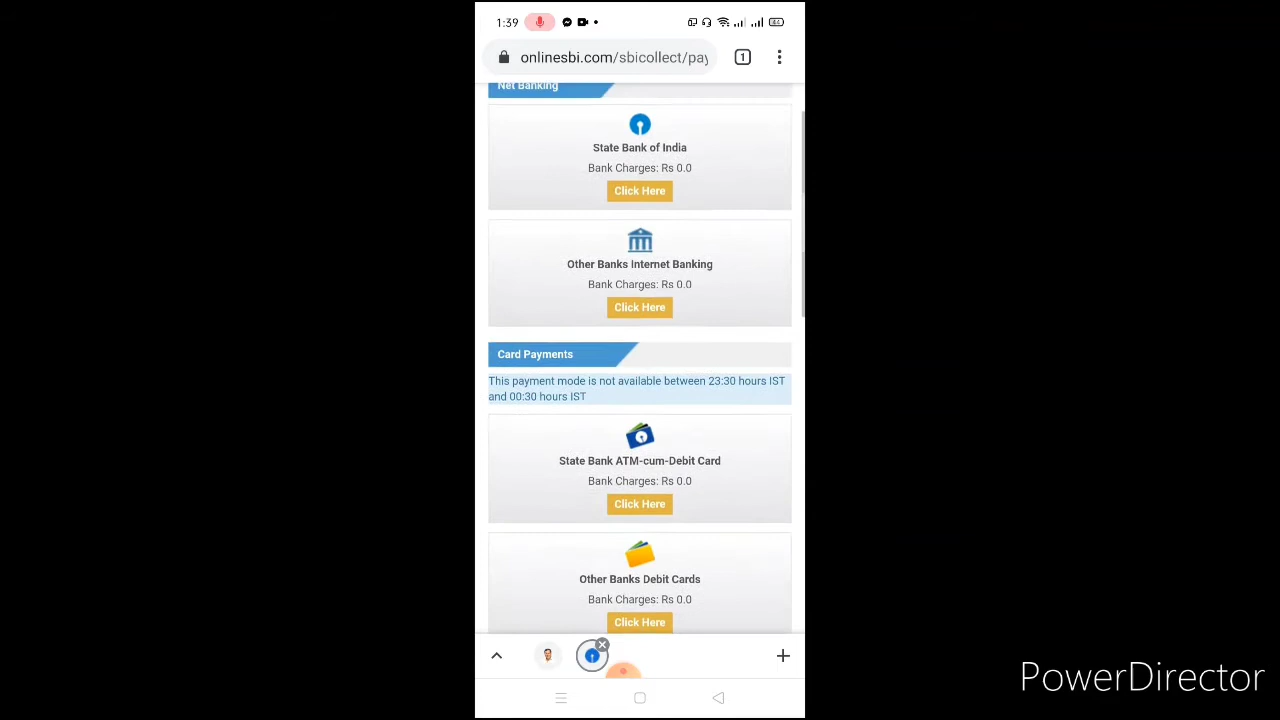 1:39
44
onlinesbi.com/sbicollect/pay
1
Net Banking
State Bank of India
Bank Charges: Rs 0.0
Click Here
Other Banks Internet Banking
Bank Charges: Rs 0.0
Click Here
Card Payments
This payment mode is not available between 23:30 hours IST
and 00:30 hours IST
State Bank ATM-cum-Debit Card
Bank Charges: Rs 0.0
Click Here
Other Banks Debit Cards
Bank Charges: Rs 0.0
Click Here
PowerDirector